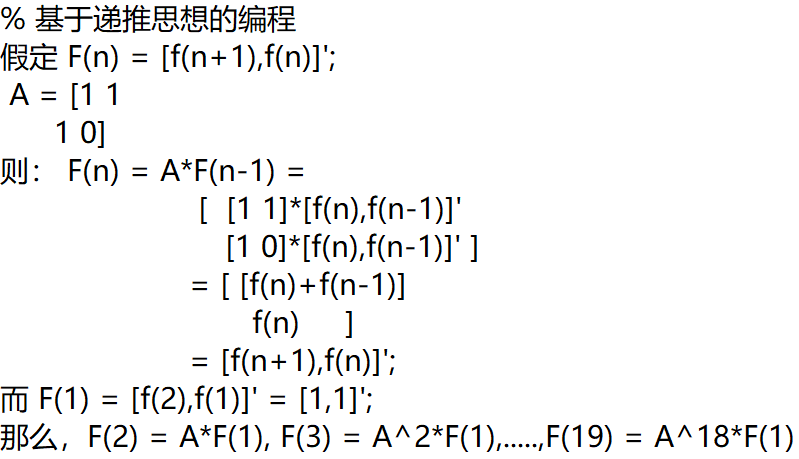 % 基于递推思想的编程
假定 F(n) = [f(n+1),f(n)]';
A = [1 1
1 0]
则： F(n) = A*F(n-1) =
[ [1 1]*[f(n),f(n-1)]'
[1 0]*[f(n),f(n-1)]' ]
= [ [f(n)+f(n-1)]
f(n) ]
= [f(n+1),f(n)]';
而 F(1) = [f(2),f(1)]' = [1,1]';
那么，F(2) = A*F(1), F(3) = A^2*F(1),.....,F(19) = A^18*F(1)